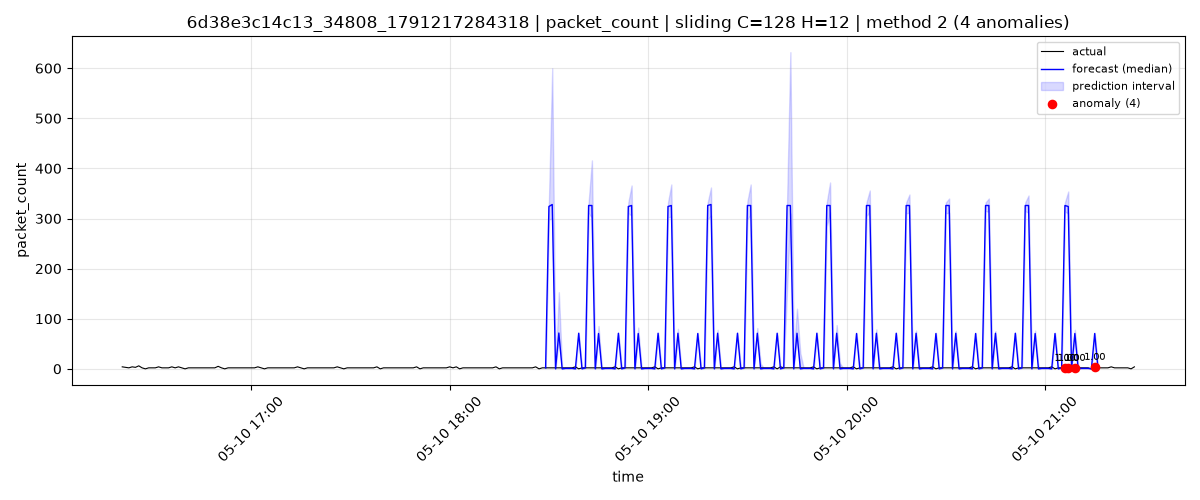 6d38e3c14c13_34808_1791217284318 | packet_count | sliding C=128 H=12 | method 2 (4 anomalies)
actual
forecast (median)
prediction interval
anomaly (4)
packet_count
600
500
400
300
200
100
0
1.00
05-10 17:00
05-10 18:00
05-10 19:00
05-10 20:00
05-10 21:00
time